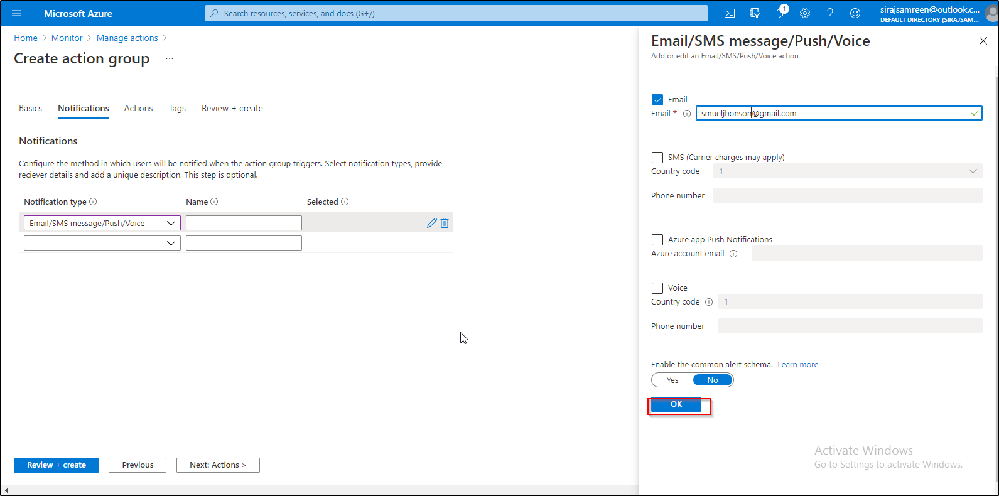 Microsoft Azure
Search resources, services, and docs (G+/)
1
sirajsamreen@outlook.c...
DEFAULT DIRECTORY (SIRAJSAM...
Home > Monitor > Manage actions >
Create action group ...
Basics Notifications Actions Tags Review + create
Notifications
Configure the method in which users will be notified when the action group triggers. Select notification types, provide
reciever details and add a unique description. This step is optional.
Notification type Name Selected
Email/SMS message/Push/Voice
Review + create Previous Next: Actions >
Email/SMS message/Push/Voice
Add or edit an Email/SMS/Push/Voice action
Email
Email * smueljhonson@gmail.com
SMS (Carrier charges may apply)
Country code 1
Phone number
Azure app Push Notifications
Azure account email
Voice
Country code 1
Phone number
Enable the common alert schema. Learn more
Yes No
OK
Activate Windows
Go to Settings to activate Windows.